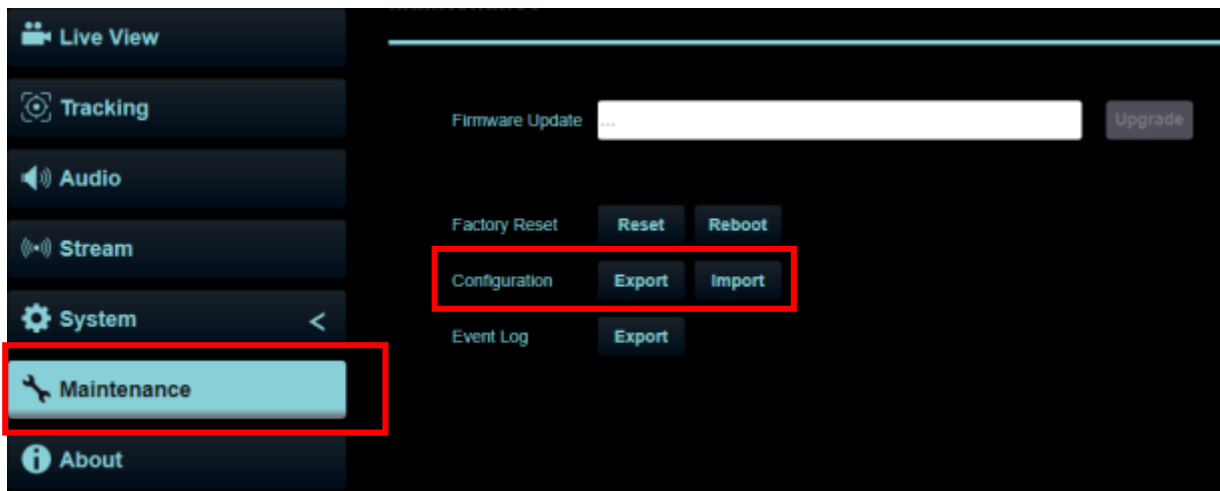 Live View
Tracking
Audio
Stream
System <
Maintenance
About
Firmware Update ... Upgrade
Factory Reset Reset Reboot
Configuration Export Import
Event Log Export